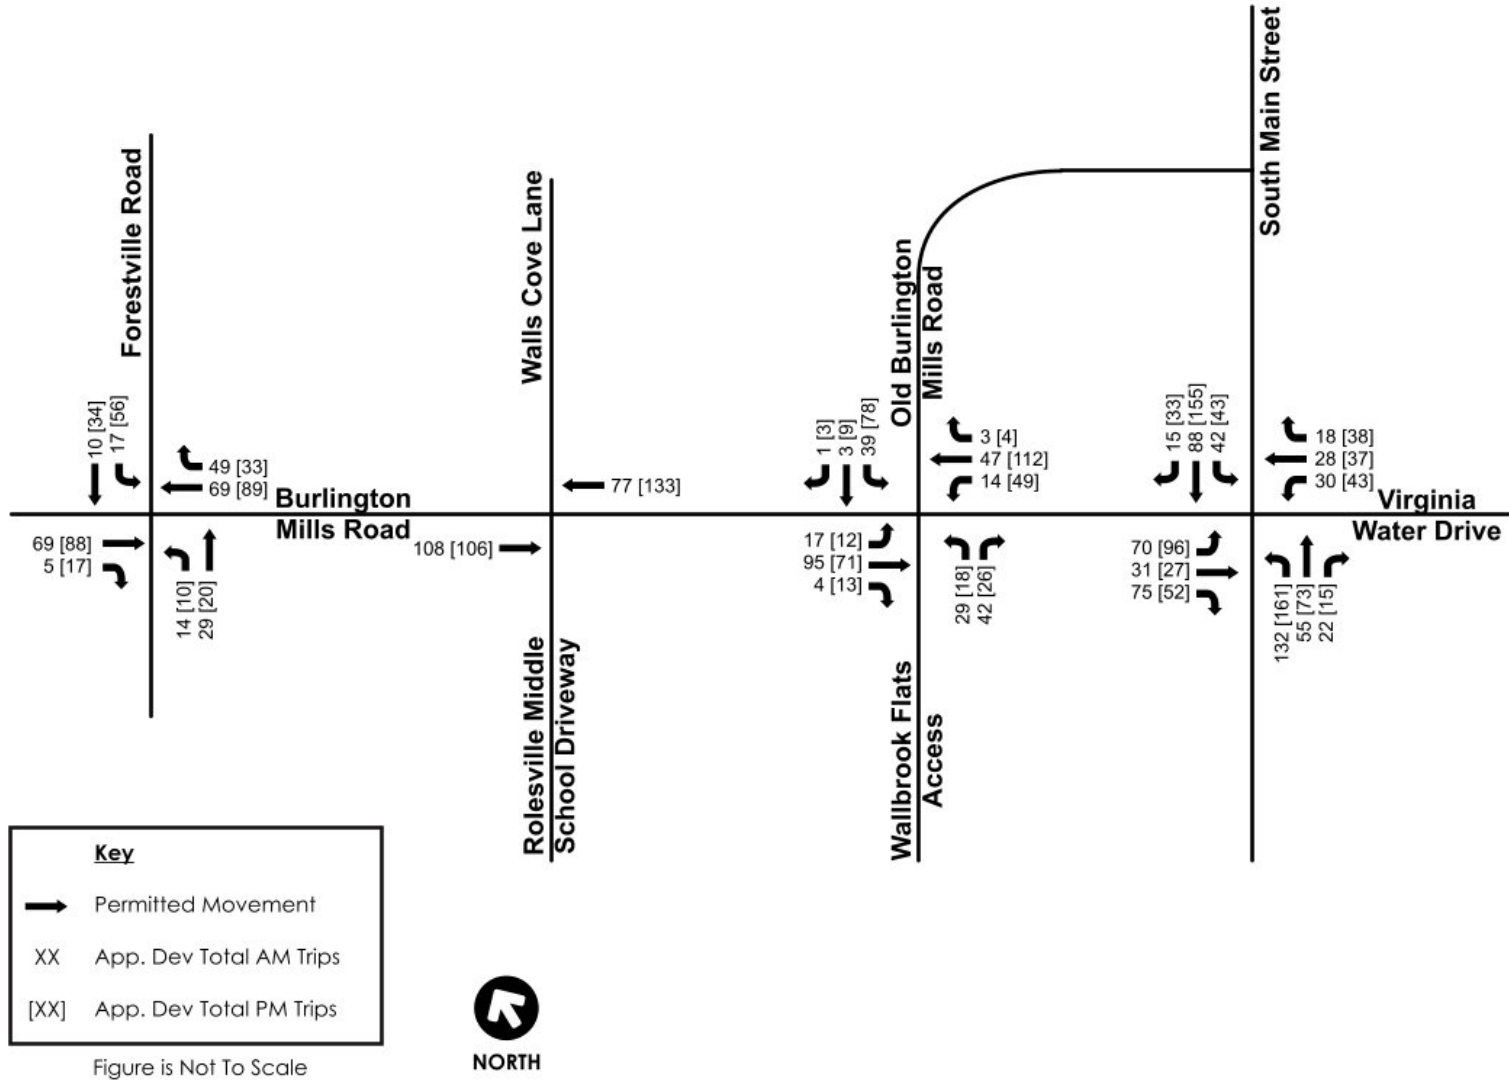 South Main Street
Forestville Road
Walls Cove Lane
Old Burlington
Mills Road
10 [34]
17 [56]
49 [33]
69 [89]
Burlington
Mills Road
69 [88]
5 [17]
14 [10]
29 [20]
77 [133]
108 [106]
1 [3]
3 [9]
39 [78]
3 [4]
47 [112]
14 [49]
17 [12]
95 [71]
4 [13]
29 [18]
42 [26]
15 [33]
88 [155]
42 [43]
18 [38]
28 [37]
30 [43]
Virginia
Water Drive
70 [96]
31 [27]
75 [52]
132 [161]
55 [73]
22 [15]
Rolesville Middle
School Driveway
Wallbrook Flats
Access
Key
Permitted Movement
XX App. Dev Total AM Trips
[XX] App. Dev Total PM Trips
Figure is Not To Scale
NORTH